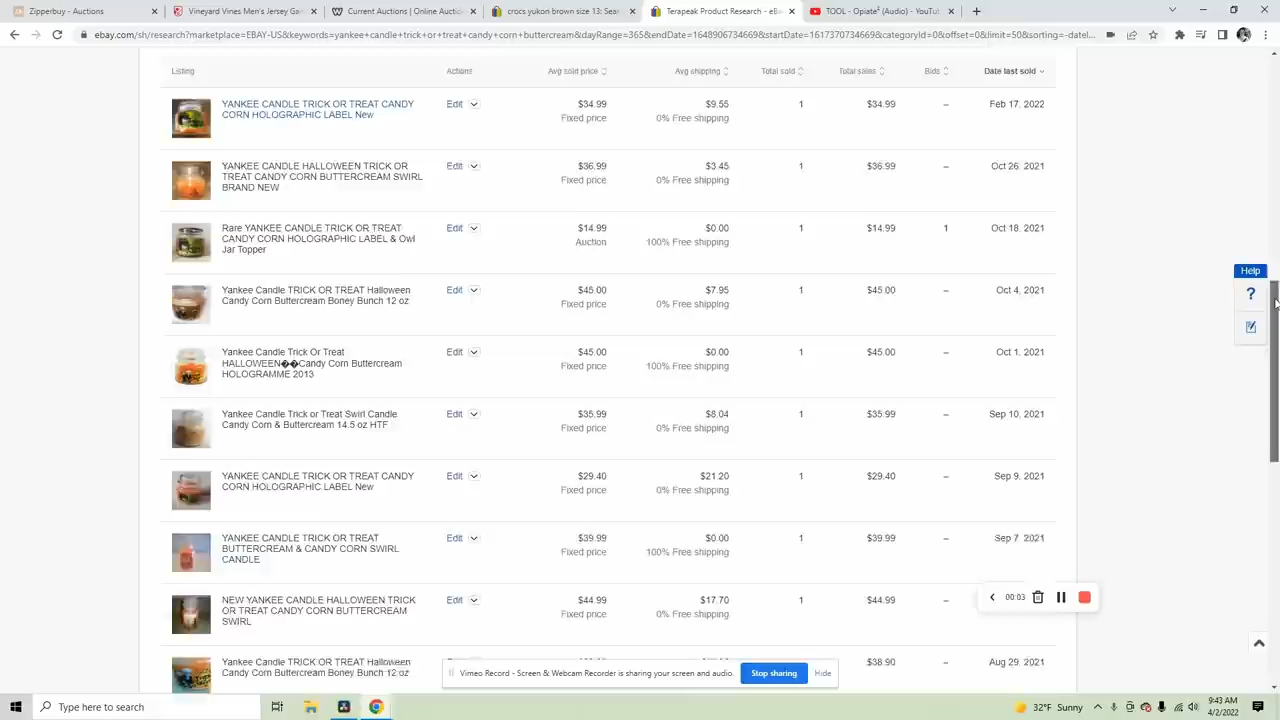 Zipperby - Auctions
Vineyard Vines Men's Jersey Garm
Current Auctions | Online Auction
crocs yukon brown size 13: Sear
Terapeak Product Research - eBay
TOOL - Opiate² (Audio) - YouTub
ebay.com/sh/research?marketplace=EBAY-US&keywords=yankee+candle+trick+or+treat+candy+corn+buttercream&dayRange=365&endDate=1648906734669&startDate=1617370734669&categoryId=0&offset=0&limit=50&sorting=-datel...
Listing Actions Avg sold price Avg shipping Total sold Total sales Bids Date last sold
YANKEE CANDLE TRICK OR TREAT CANDY Edit $34.99 $9.55 1 $34.99 – Feb 17, 2022
CORN HOLOGRAPHIC LABEL New Fixed price 0% Free shipping
YANKEE CANDLE HALLOWEEN TRICK OR Edit $36.99 $3.45 1 $36.99 – Oct 26, 2021
TREAT CANDY CORN BUTTERCREAM SWIRL Fixed price 0% Free shipping
BRAND NEW
Rare YANKEE CANDLE TRICK OR TREAT Edit $14.99 $0.00 1 $14.99 1 Oct 18, 2021
CANDY CORN HOLOGRAPHIC LABEL & Owl Auction 100% Free shipping
Jar Topper
Yankee Candle TRICK OR TREAT Halloween Edit $45.00 $7.95 1 $45.00 – Oct 4, 2021
Candy Corn Buttercream Boney Bunch 12 oz Fixed price 0% Free shipping
Yankee Candle Trick Or Treat Edit $45.00 $0.00 1 $45.00 – Oct 1, 2021
HALLOWEEN��Candy Corn Buttercream Fixed price 100% Free shipping
HOLOGRAMME 2013
Yankee Candle Trick or Treat Swirl Candle Edit $35.99 $8.04 1 $35.99 – Sep 10, 2021
Candy Corn & Buttercream 14.5 oz HTF Fixed price 0% Free shipping
YANKEE CANDLE TRICK OR TREAT CANDY Edit $29.40 $21.20 1 $29.40 – Sep 9, 2021
CORN HOLOGRAPHIC LABEL New Fixed price 0% Free shipping
YANKEE CANDLE TRICK OR TREAT Edit $39.99 $0.00 1 $39.99 – Sep 7, 2021
BUTTERCREAM & CANDY CORN SWIRL Fixed price 100% Free shipping
CANDLE
NEW YANKEE CANDLE HALLOWEEN TRICK Edit $44.99 $17.70 1 $44.99 – Sep 6, 2021
OR TREAT CANDY CORN BUTTERCREAM Fixed price 0% Free shipping
SWIRL
Yankee Candle TRICK OR TREAT Halloween $38.90 – Aug 29, 2021
Candy Corn Buttercream Boney Bunch 12 oz
Help
?
00:03
Vimeo Record - Screen & Webcam Recorder is sharing your screen and audio. Stop sharing Hide
Type here to search
32°F Sunny
9:43 AM
4/2/2022